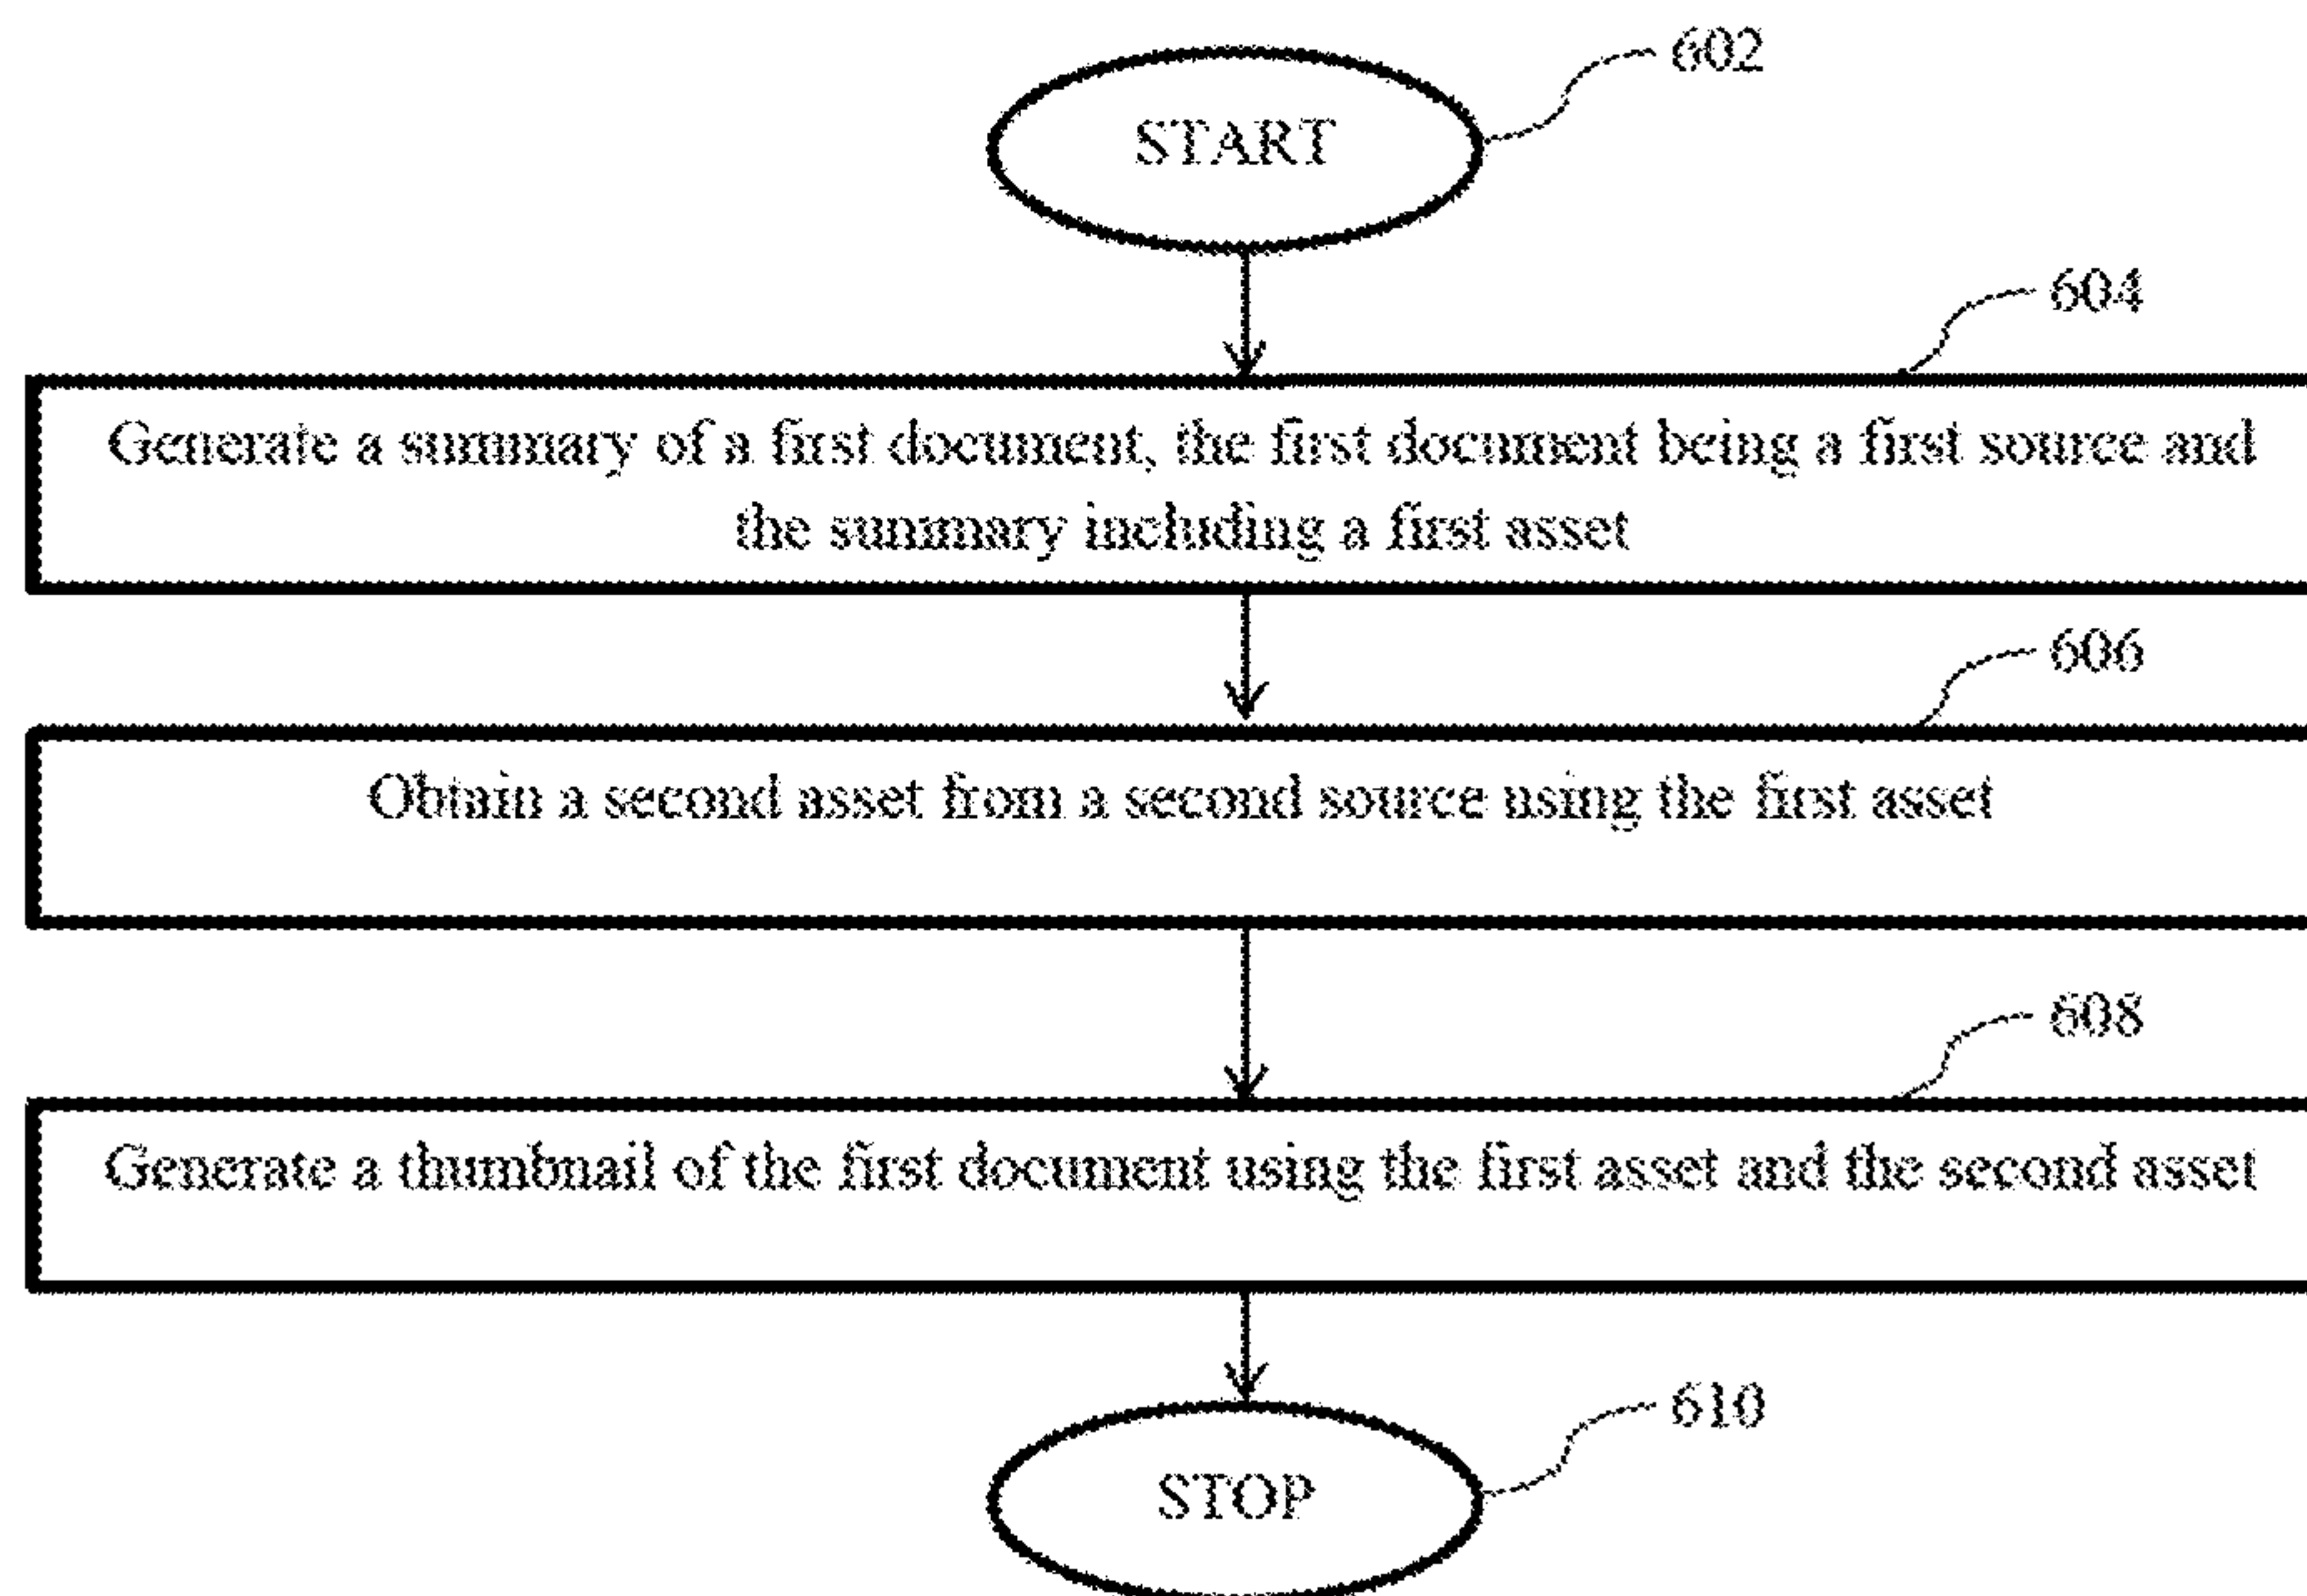 602
START
604
Generate a summary of a first document, the first document being a first source and
the summary including a first asset
606
Obtain a second asset from a second source using the first asset
608
Generate a thumbnail of the first document using the first asset and the second asset
610
STOP